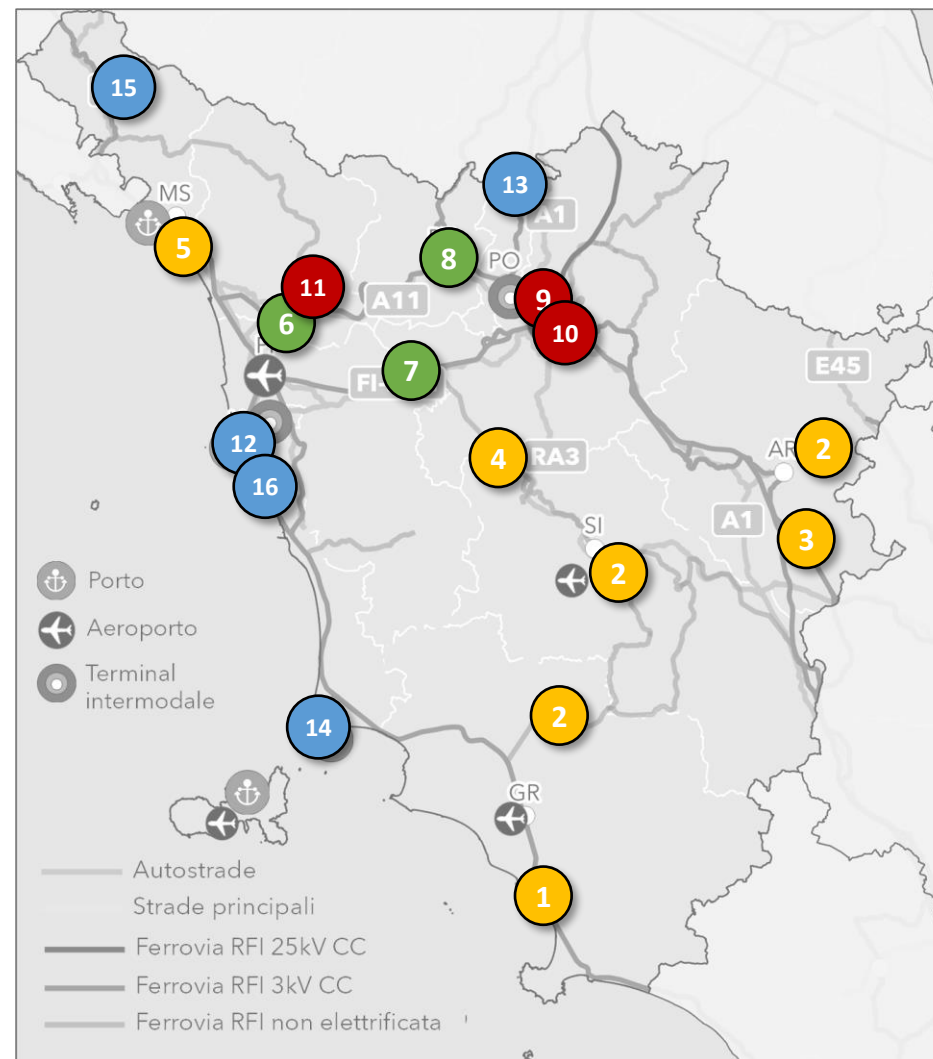 15
MS
13
A1
5
8
PO
11
9
A11
6
10
7
FI-
E45
12
4
RA3
AR
2
16
A1
3
SI
2
Porto
Aeroporto
Terminal
intermodale
14
2
GR
1
Autostrade
Strade principali
Ferrovia RFI 25kV CC
Ferrovia RFI 3kV CC
Ferrovia RFI non elettrificata